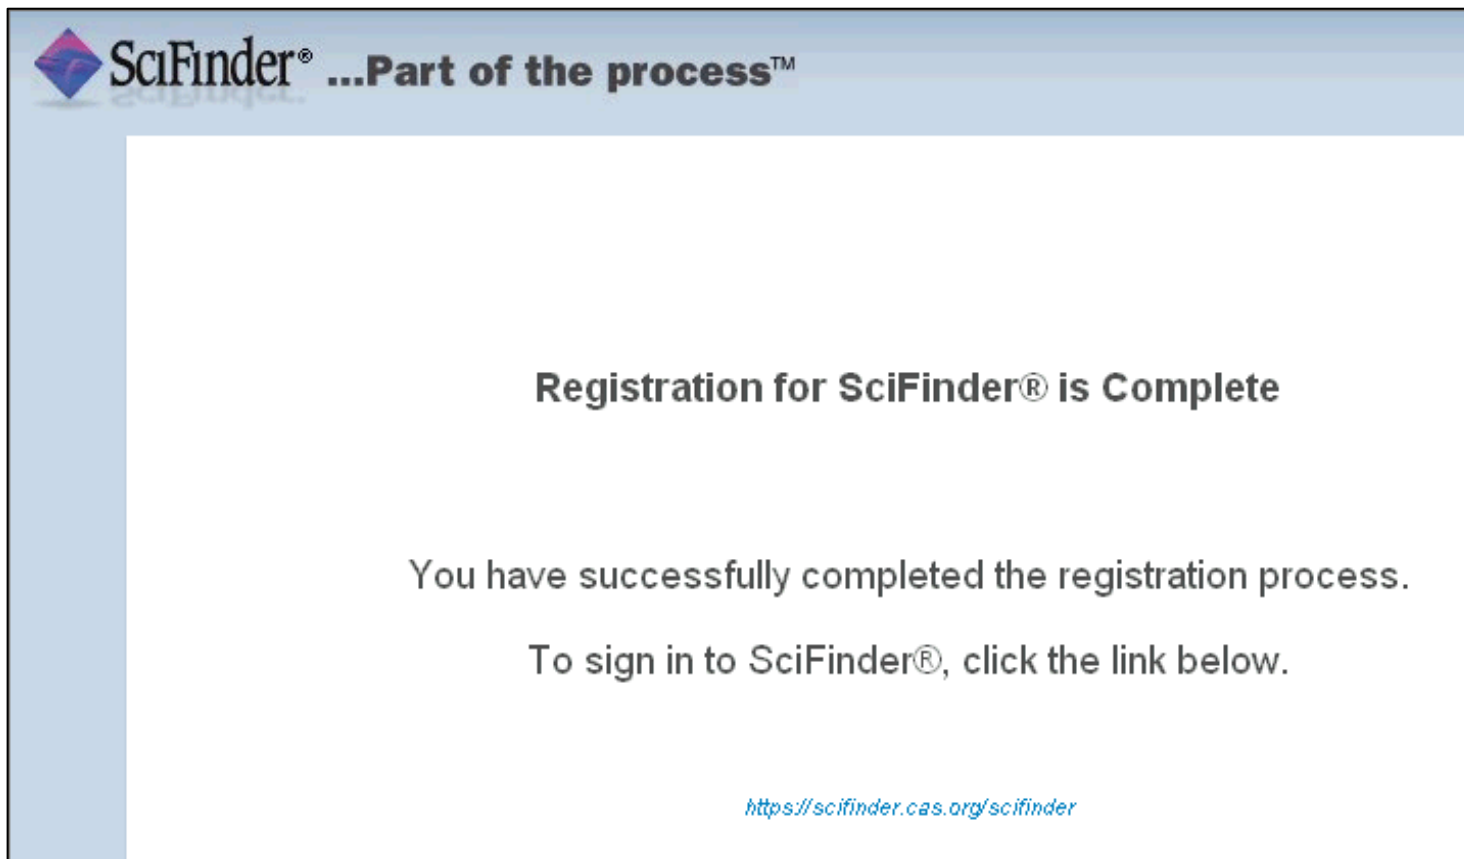 SciFinder® ...Part of the process™
Registration for SciFinder® is Complete
You have successfully completed the registration process.
To sign in to SciFinder®, click the link below.
https://scifinder.cas.org/scifinder